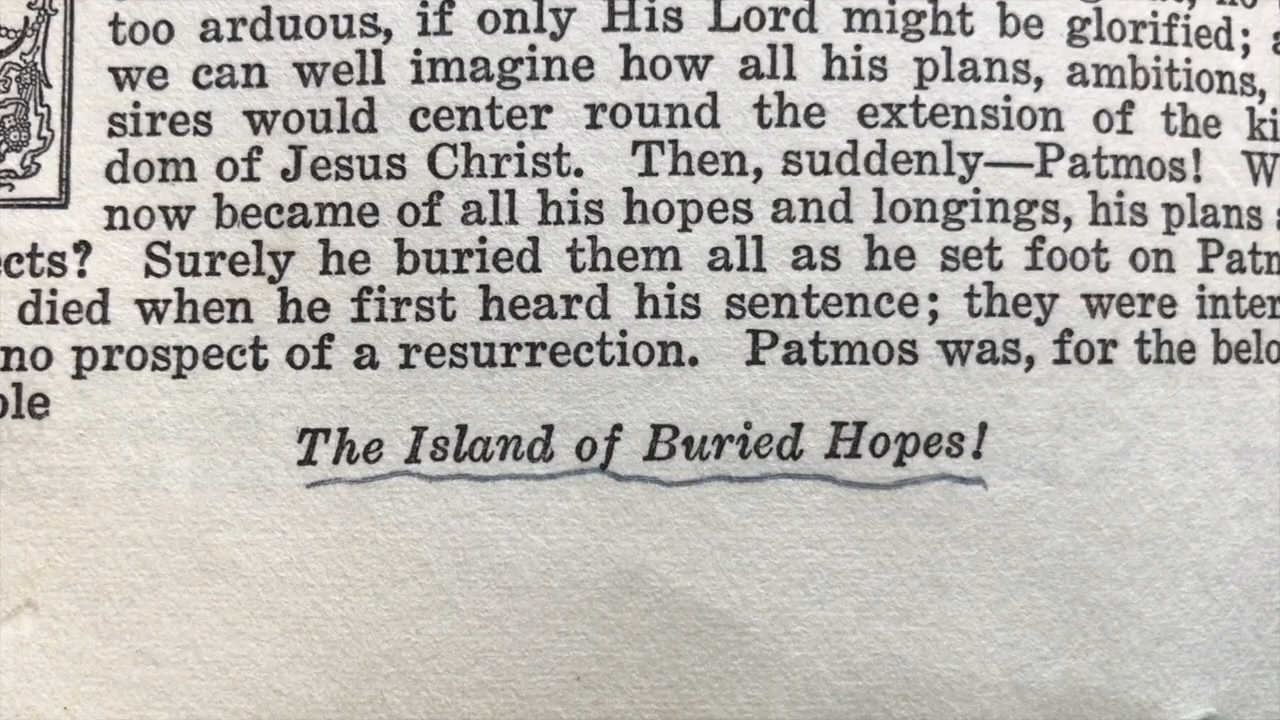 too arduous, if only His Lord might be glorified;
we can well imagine how all his plans, ambitions,
sires would center round the extension of the ki
dom of Jesus Christ. Then, suddenly—Patmos! W
now became of all his hopes and longings, his plans
ects? Surely he buried them all as he set foot on Patm
died when he first heard his sentence; they were inter
no prospect of a resurrection. Patmos was, for the belo
ple
The Island of Buried Hopes!